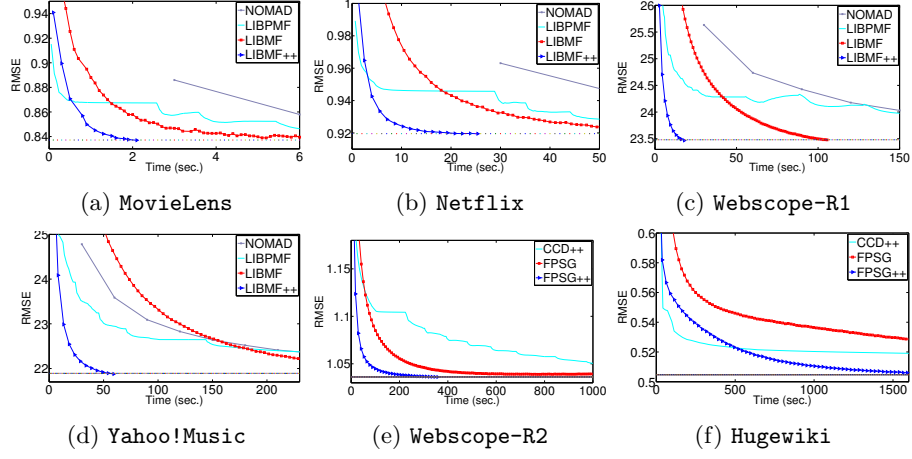 0.94
0.92
0.9
0.88
0.86
0.84
RMSE
0
2
4
6
Time (sec.)
NOMAD
LIBPMF
LIBMF
LIBMF++
(a) MovieLens
1
0.98
0.96
0.94
0.92
RMSE
0
10
20
30
40
50
Time (sec.)
NOMAD
LIBPMF
LIBMF
LIBMF++
(b) Netflix
26
25.5
25
24.5
24
23.5
RMSE
0
50
100
150
Time (sec.)
NOMAD
LIBPMF
LIBMF
LIBMF++
(c) Webscope-R1
25
24
23
22
RMSE
0
50
100
150
200
Time (sec.)
NOMAD
LIBPMF
LIBMF
LIBMF++
(d) Yahoo!Music
1.15
1.1
1.05
RMSE
0
200
400
600
800
1000
Time (sec.)
CCD++
FPSG
FPSG++
(e) Webscope-R2
0.6
0.58
0.56
0.54
0.52
0.5
RMSE
0
500
1000
1500
Time (sec.)
CCD++
FPSG
FPSG++
(f) Hugewiki